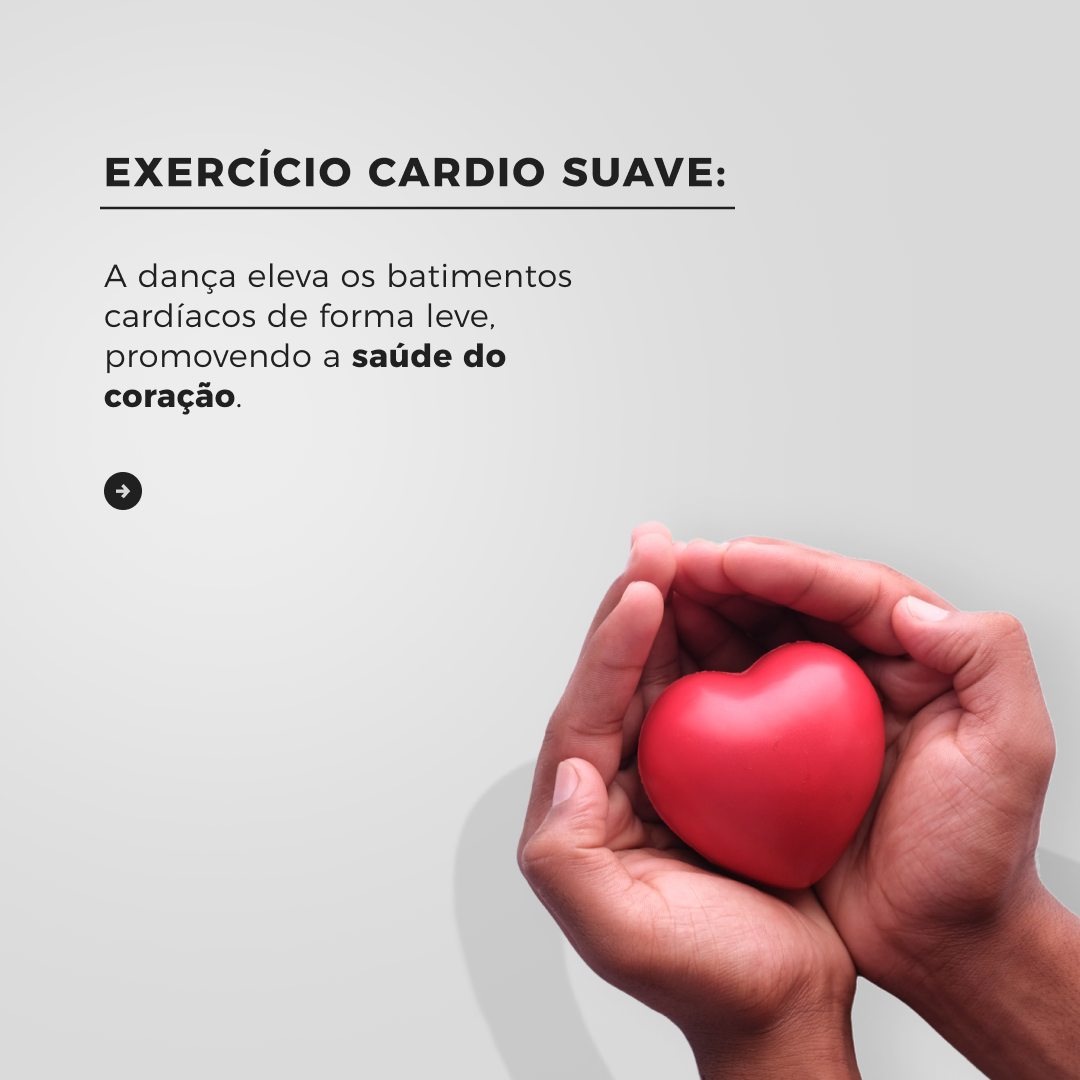 EXERCÍCIO CARDIO SUAVE:
A dança eleva os batimentos
cardíacos de forma leve,
promovendo a saúde do
coração.